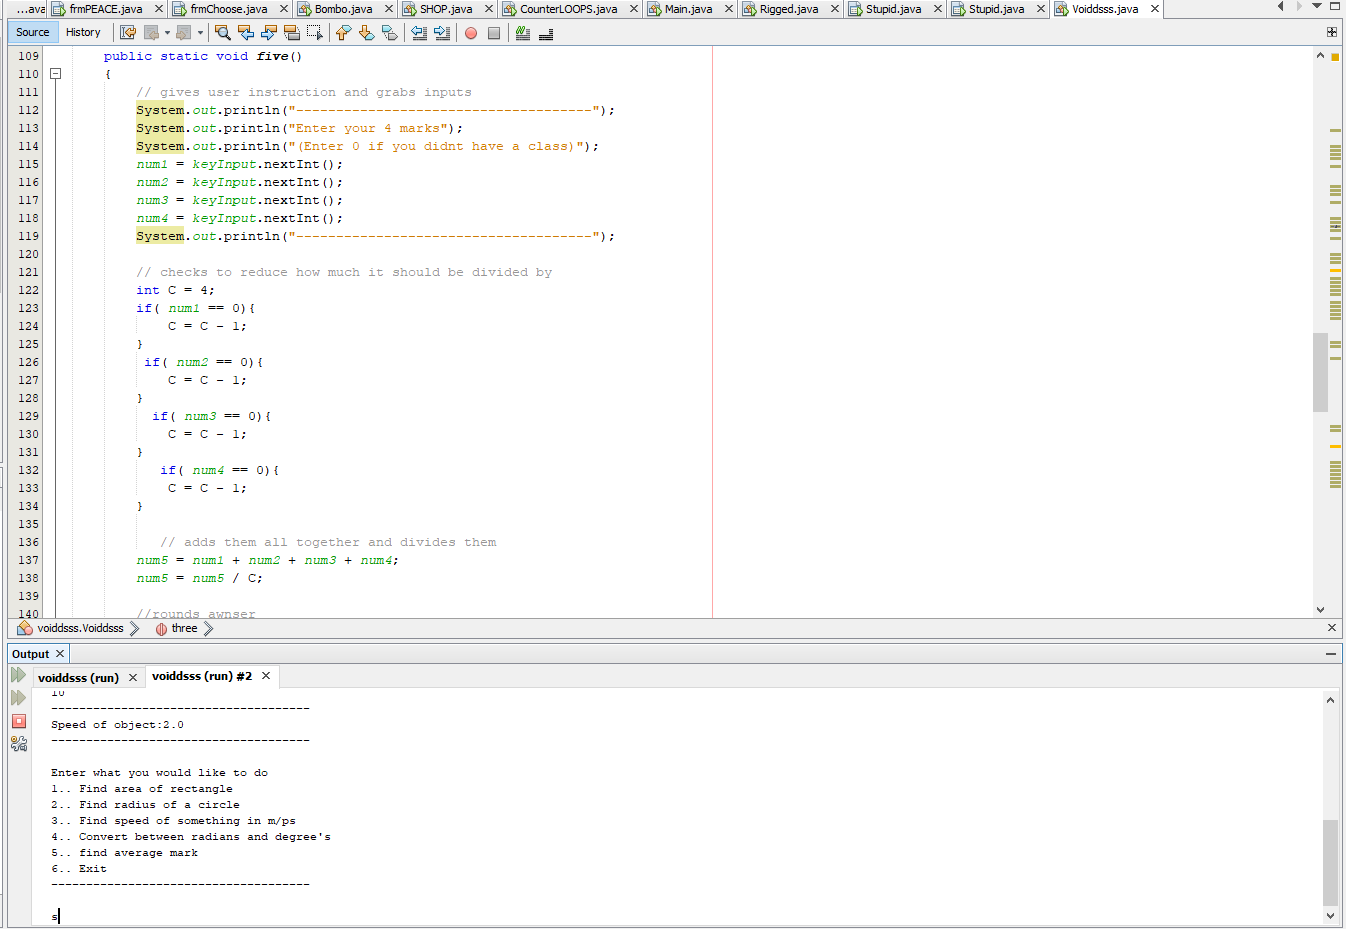 ...ava frmPEACE.java frmChoose.java Bombo.java SHOP.java CounterLOOPS.java Main.java Rigged.java Stupid.java Stupid.java Voiddsss.java
Source History
109 public static void five()
110 {
111 // gives user instruction and grabs inputs
112 System.out.println("-------------------------------------");
113 System.out.println("Enter your 4 marks");
114 System.out.println("(Enter 0 if you didnt have a class)");
115 num1 = keyInput.nextInt();
116 num2 = keyInput.nextInt();
117 num3 = keyInput.nextInt();
118 num4 = keyInput.nextInt();
119 System.out.println("-------------------------------------");
120
121 // checks to reduce how much it should be divided by
122 int C = 4;
123 if( num1 == 0){
124 C = C - 1;
125 }
126 if( num2 == 0){
127 C = C - 1;
128 }
129 if( num3 == 0){
130 C = C - 1;
131 }
132 if( num4 == 0){
133 C = C - 1;
134 }
135
136 // adds them all together and divides them
137 num5 = num1 + num2 + num3 + num4;
138 num5 = num5 / C;
139
140 //rounds awnser
voiddsss.Voiddsss three
Output
voiddsss (run) voiddsss (run) #2
10
-------------------------------------
Speed of object:2.0
-------------------------------------
Enter what you would like to do
1.. Find area of rectangle
2.. Find radius of a circle
3.. Find speed of something in m/ps
4.. Convert between radians and degree's
5.. find average mark
6.. Exit
-------------------------------------
s